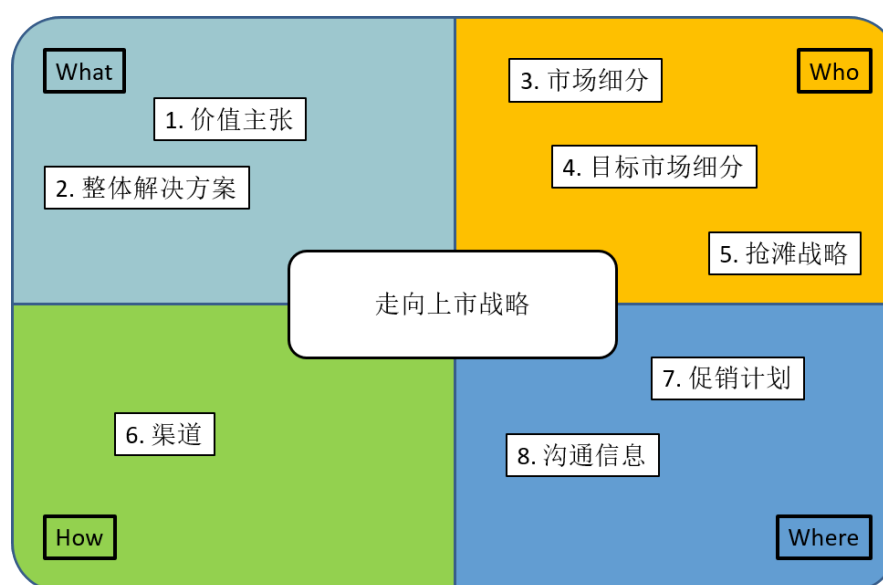 What
1. 价值主张
2. 整体解决方案
Who
3. 市场细分
4. 目标市场细分
5. 抢滩战略
走向上市战略
6. 渠道
How
7. 促销计划
8. 沟通信息
Where